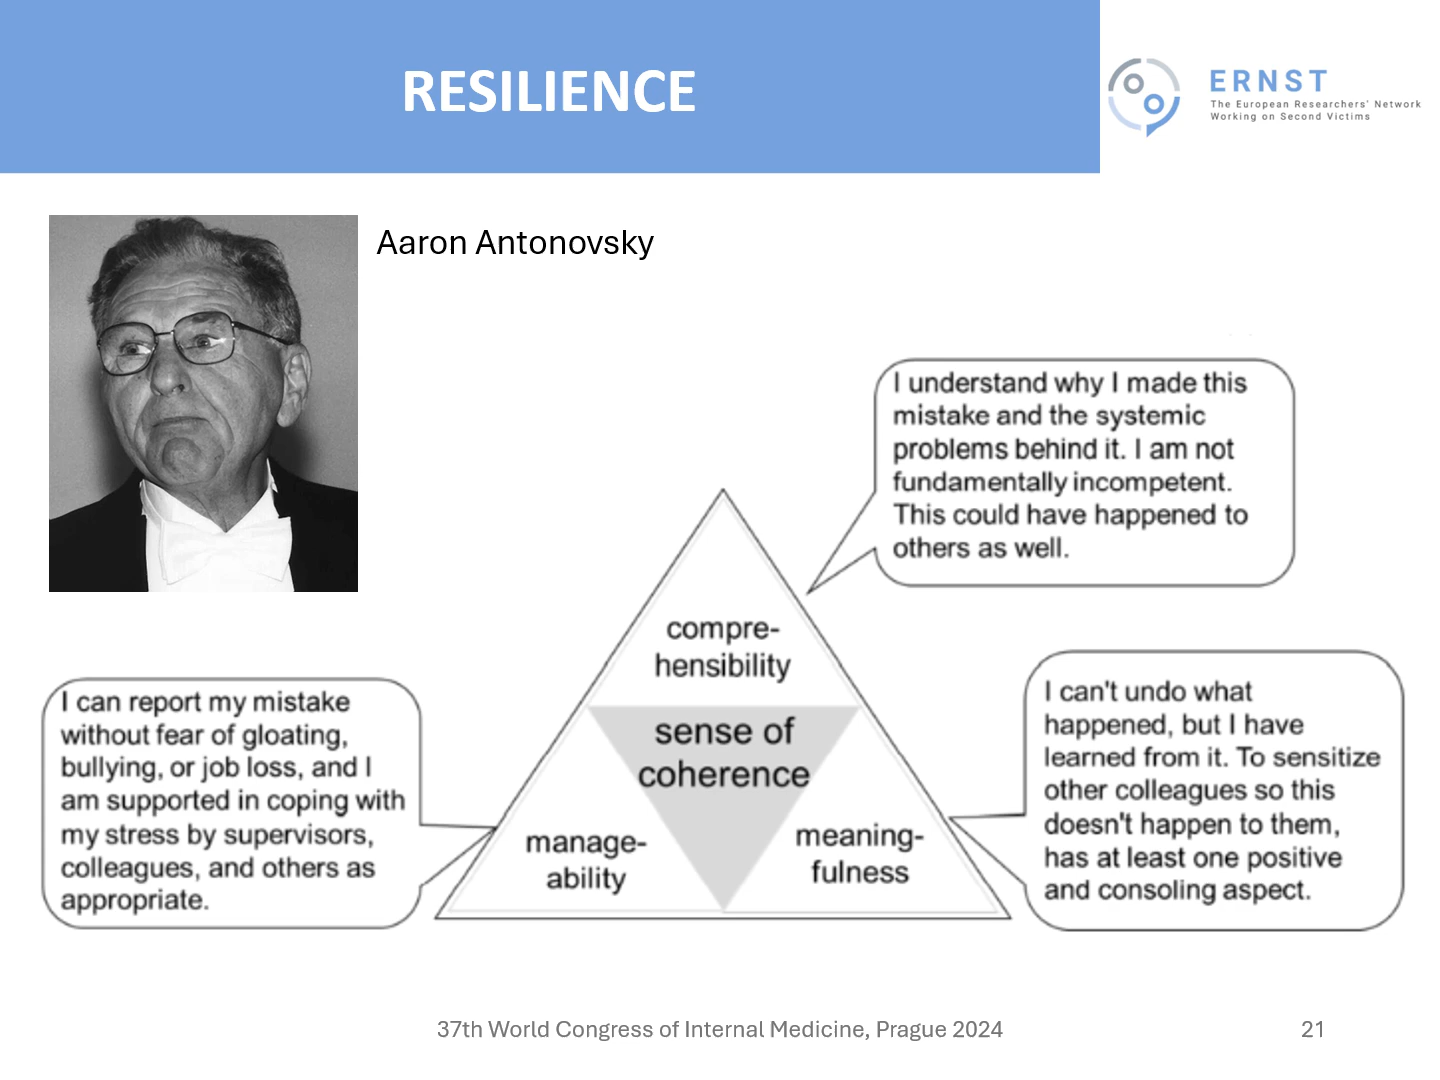 RESILIENCE
ERNST
The European Researchers' Network
Working on Second Victims
Aaron Antonovsky
I understand why I made this
mistake and the systemic
problems behind it. I am not
fundamentally incompetent.
This could have happened to
others as well.
compre-
hensibility
I can report my mistake
without fear of gloating,
bullying, or job loss, and I
am supported in coping with
my stress by supervisors,
colleagues, and others as
appropriate.
sense of
coherence
manage-
ability
meaning-
fulness
I can't undo what
happened, but I have
learned from it. To sensitize
other colleagues so this
doesn't happen to them,
has at least one positive
and consoling aspect.
37th World Congress of Internal Medicine, Prague 2024
21